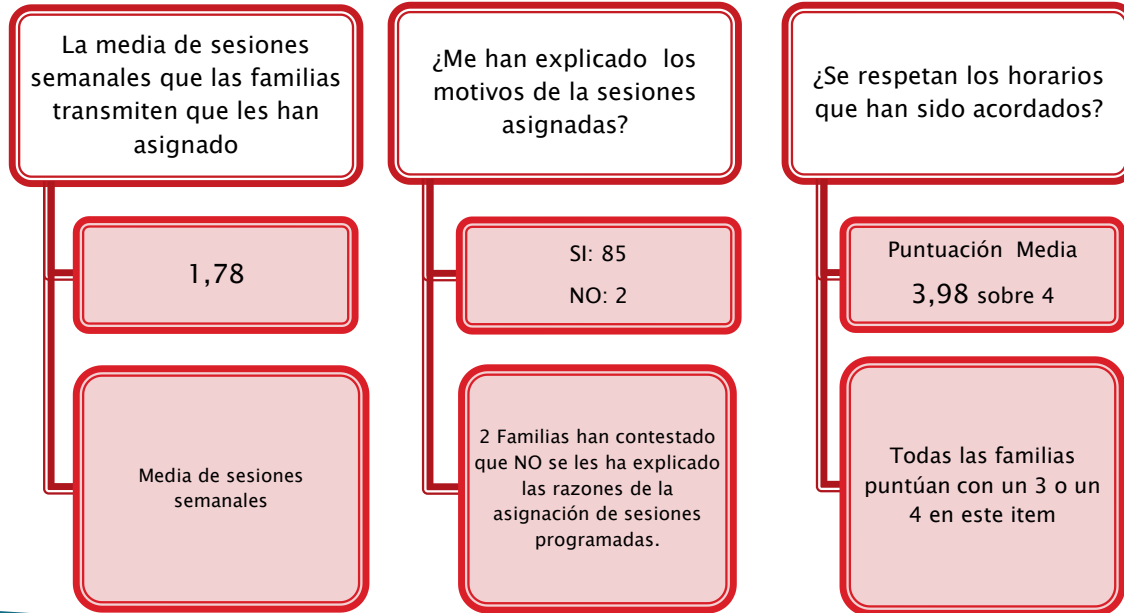 La media de sesiones
semanales que las familias
transmiten que les han
asignado
1,78
Media de sesiones
semanales
¿Me han explicado los
motivos de la sesiones
asignadas?
SI: 85
NO: 2
2 Familias han contestado
que NO se les ha explicado
las razones de la
asignación de sesiones
programadas.
¿Se respetan los horarios
que han sido acordados?
Puntuación Media
3,98 sobre 4
Todas las familias
puntúan con un 3 o un
4 en este item